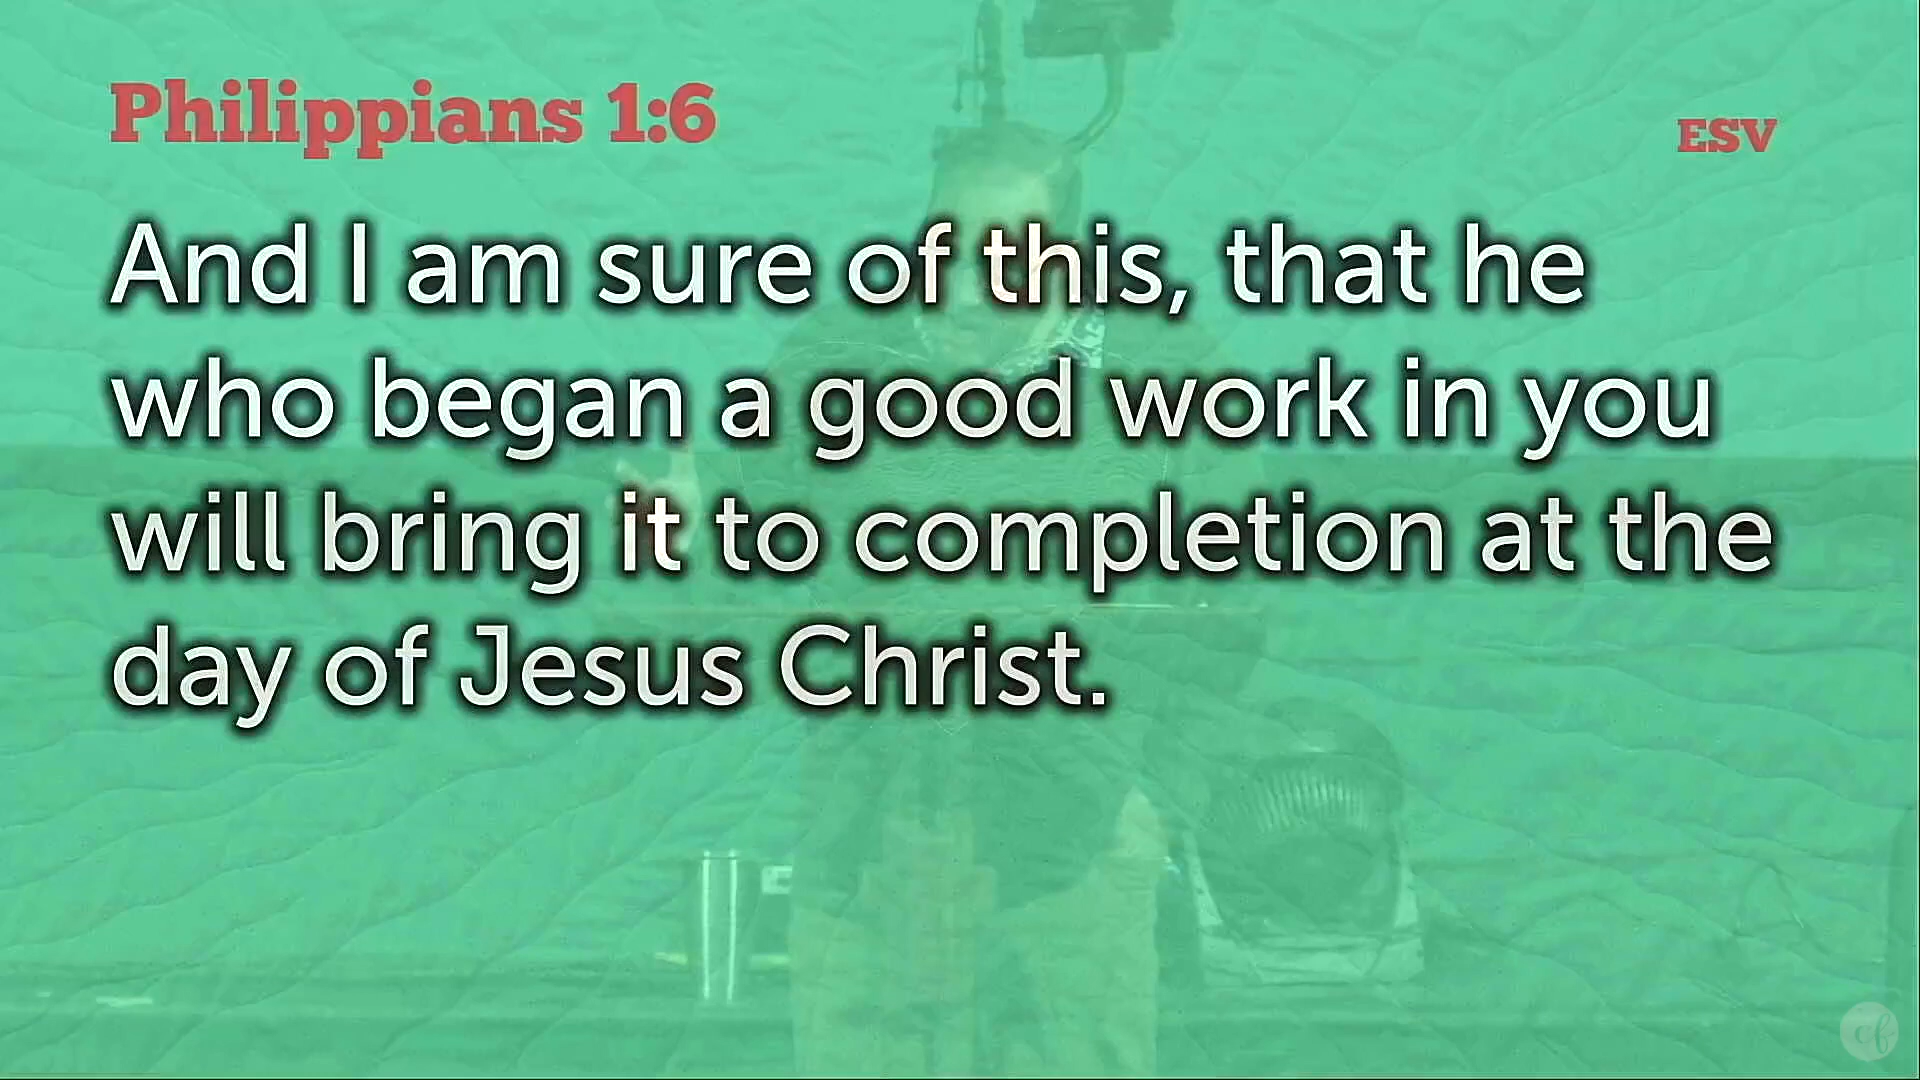 Philippians 1:6
ESV
And I am sure of this, that he
who began a good work in you
will bring it to completion at the
day of Jesus Christ.
cf